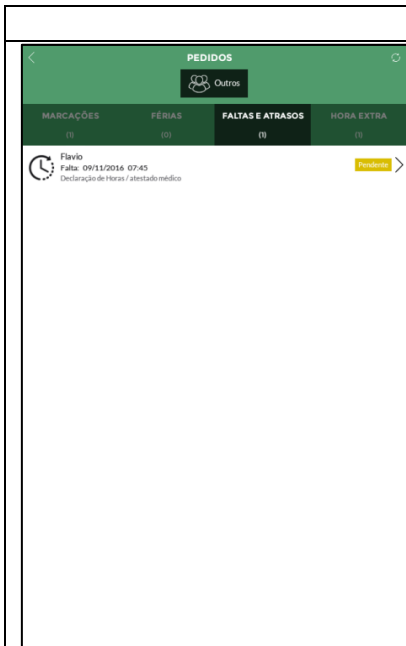 PEDIDOS
Outros
MARCAÇÕES FÉRIAS FALTAS E ATRASOS HORA EXTRA
(1) (0) (1) (1)
Flavio
Falta: 09/11/2016 07:45
Declaração de Horas / atestado médico
Pendente